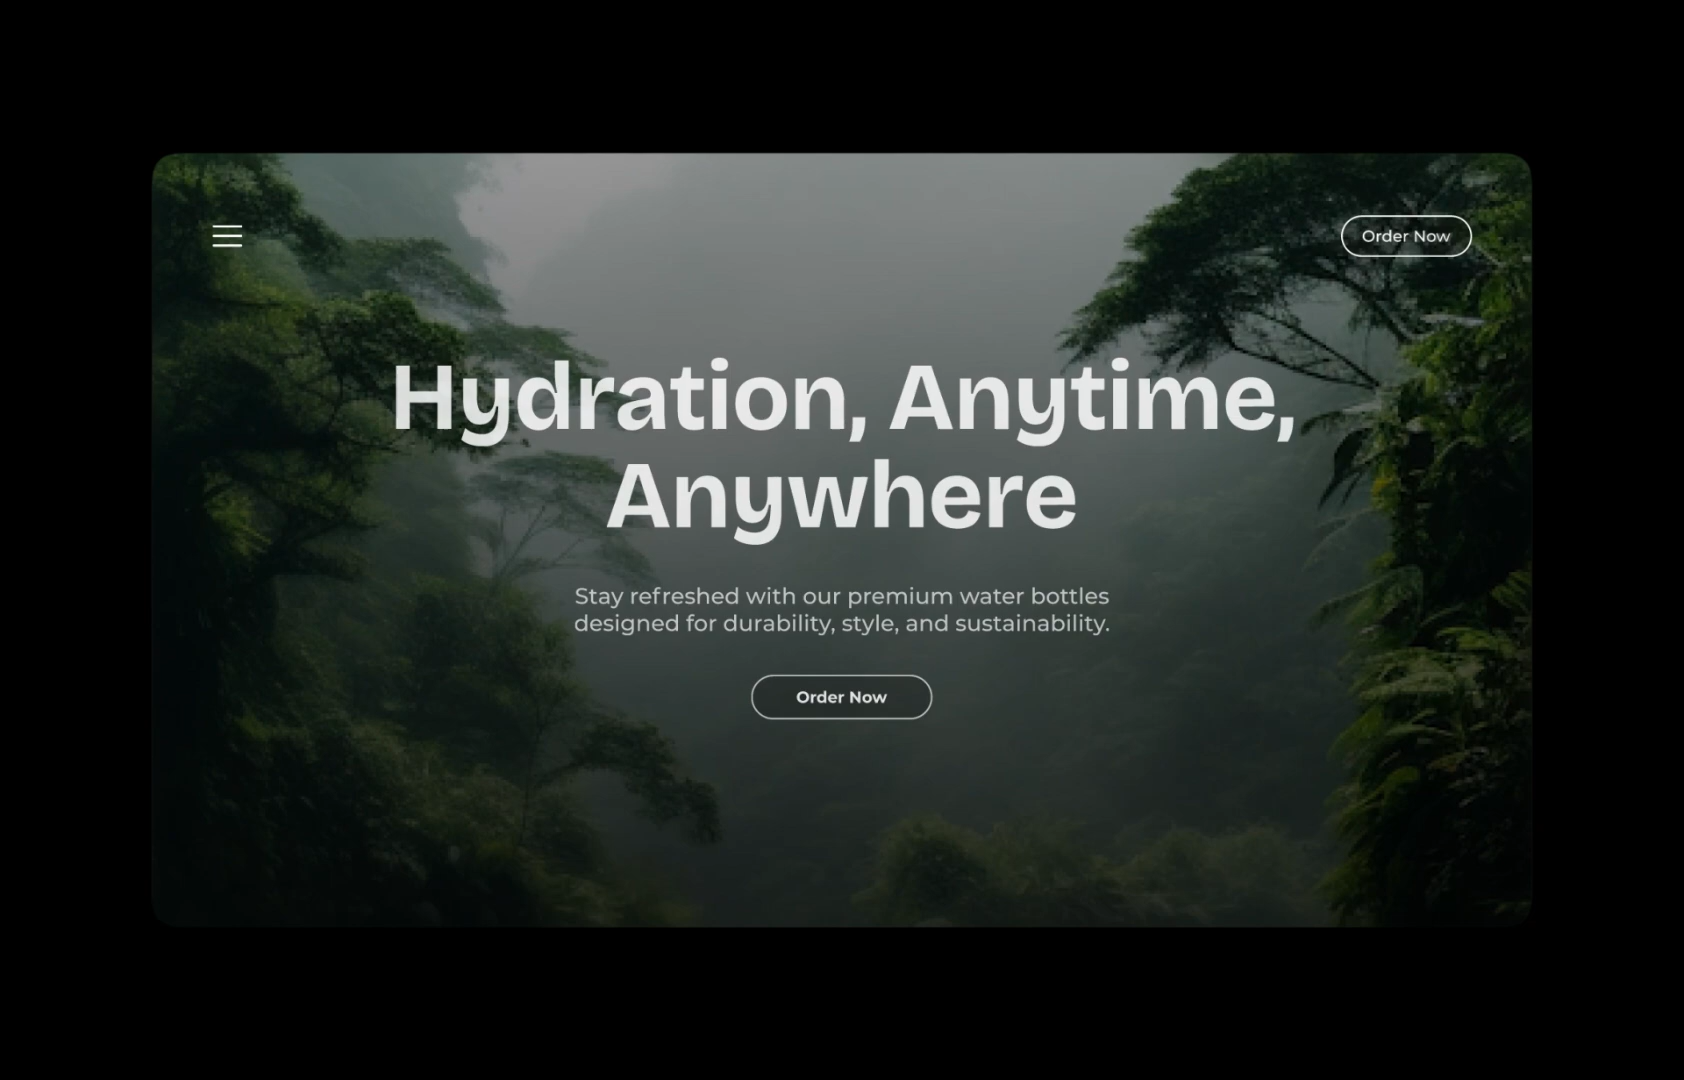 Order Now
Hydration, Anytime,
Anywhere
Stay refreshed with our premium water bottles
designed for durability, style, and sustainability.
Order Now